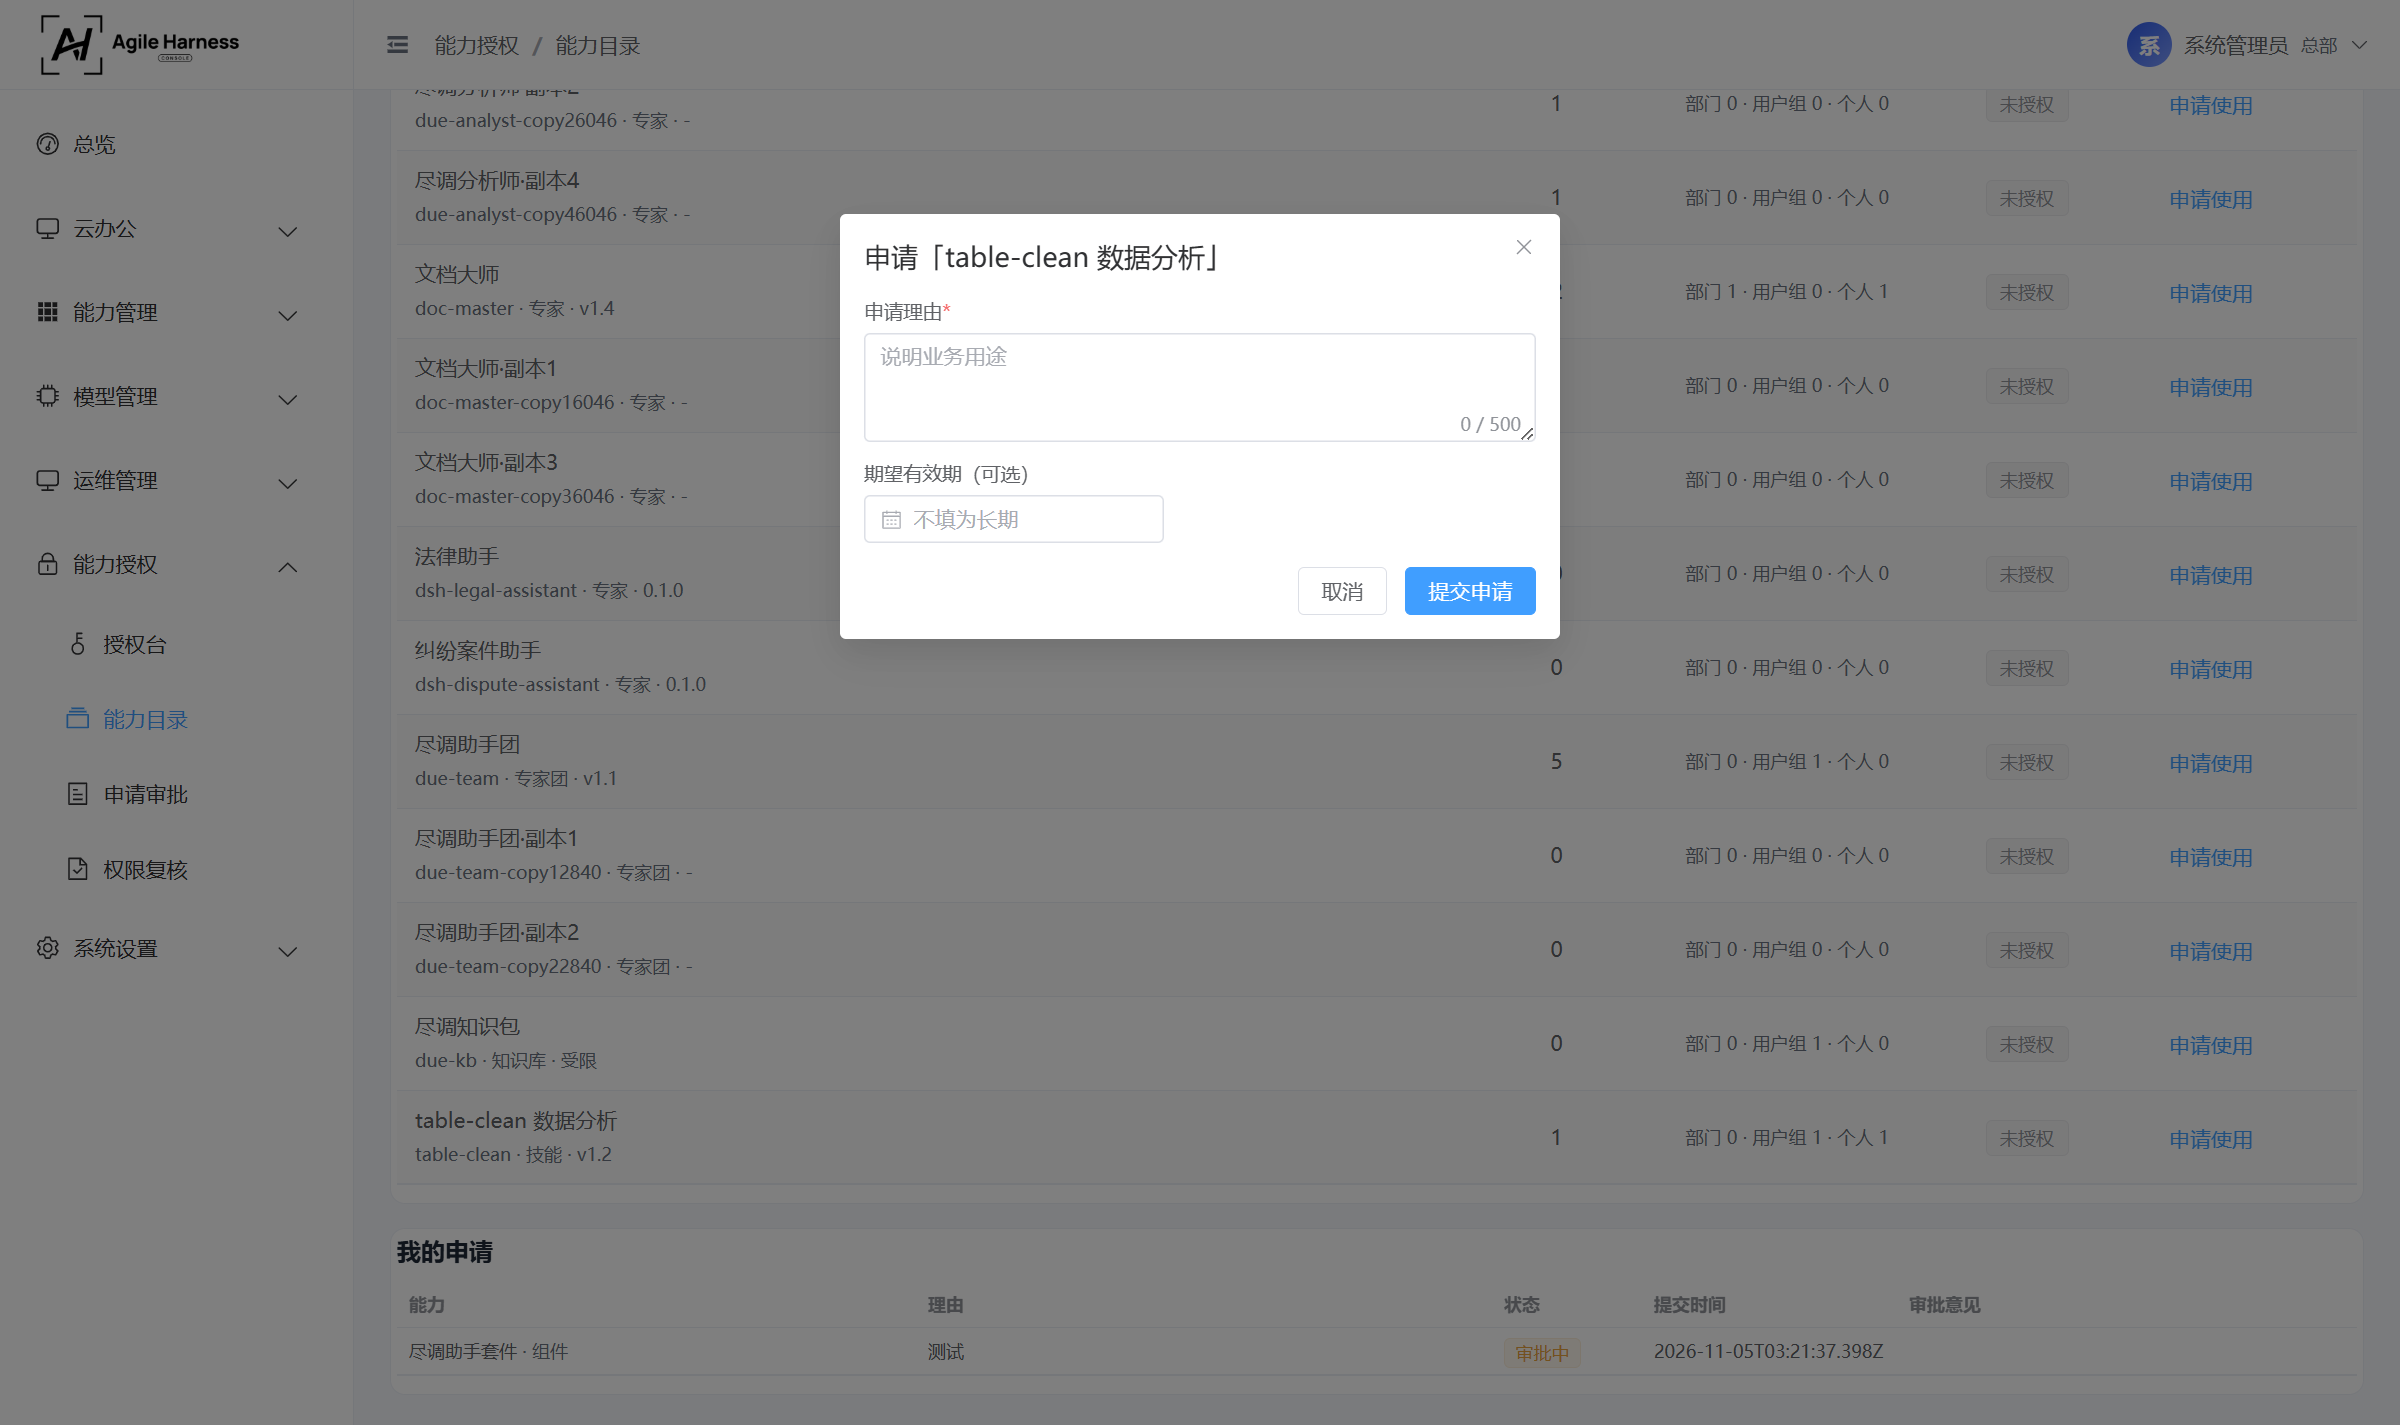 Agile Harness
CONSOLE
能力授权 / 能力目录
系 系统管理员 总部
总览
云办公
能力管理
模型管理
运维管理
能力授权
授权台
能力目录
申请审批
权限复核
系统设置
尽调分析师·副本2
due-analyst-copy26046 · 专家 · -
1 部门 0 · 用户组 0 · 个人 0 未授权 申请使用
尽调分析师·副本4
due-analyst-copy46046 · 专家 · -
1 部门 0 · 用户组 0 · 个人 0 未授权 申请使用
文档大师
doc-master · 专家 · v1.4
部门 1 · 用户组 0 · 个人 1 未授权 申请使用
文档大师·副本1
doc-master-copy16046 · 专家 · -
部门 0 · 用户组 0 · 个人 0 未授权 申请使用
文档大师·副本3
doc-master-copy36046 · 专家 · -
部门 0 · 用户组 0 · 个人 0 未授权 申请使用
法律助手
dsh-legal-assistant · 专家 · 0.1.0
部门 0 · 用户组 0 · 个人 0 未授权 申请使用
纠纷案件助手
dsh-dispute-assistant · 专家 · 0.1.0
0 部门 0 · 用户组 0 · 个人 0 未授权 申请使用
尽调助手团
due-team · 专家团 · v1.1
5 部门 0 · 用户组 1 · 个人 0 未授权 申请使用
尽调助手团·副本1
due-team-copy12840 · 专家团 · -
0 部门 0 · 用户组 0 · 个人 0 未授权 申请使用
尽调助手团·副本2
due-team-copy22840 · 专家团 · -
0 部门 0 · 用户组 0 · 个人 0 未授权 申请使用
尽调知识包
due-kb · 知识库 · 受限
0 部门 0 · 用户组 1 · 个人 0 未授权 申请使用
table-clean 数据分析
table-clean · 技能 · v1.2
1 部门 0 · 用户组 1 · 个人 1 未授权 申请使用
申请「table-clean 数据分析」
申请理由*
说明业务用途
0 / 500
期望有效期（可选）
不填为长期
取消 提交申请
我的申请
能力 理由 状态 提交时间 审批意见
尽调助手套件 · 组件 测试 审批中 2026-11-05T03:21:37.398Z